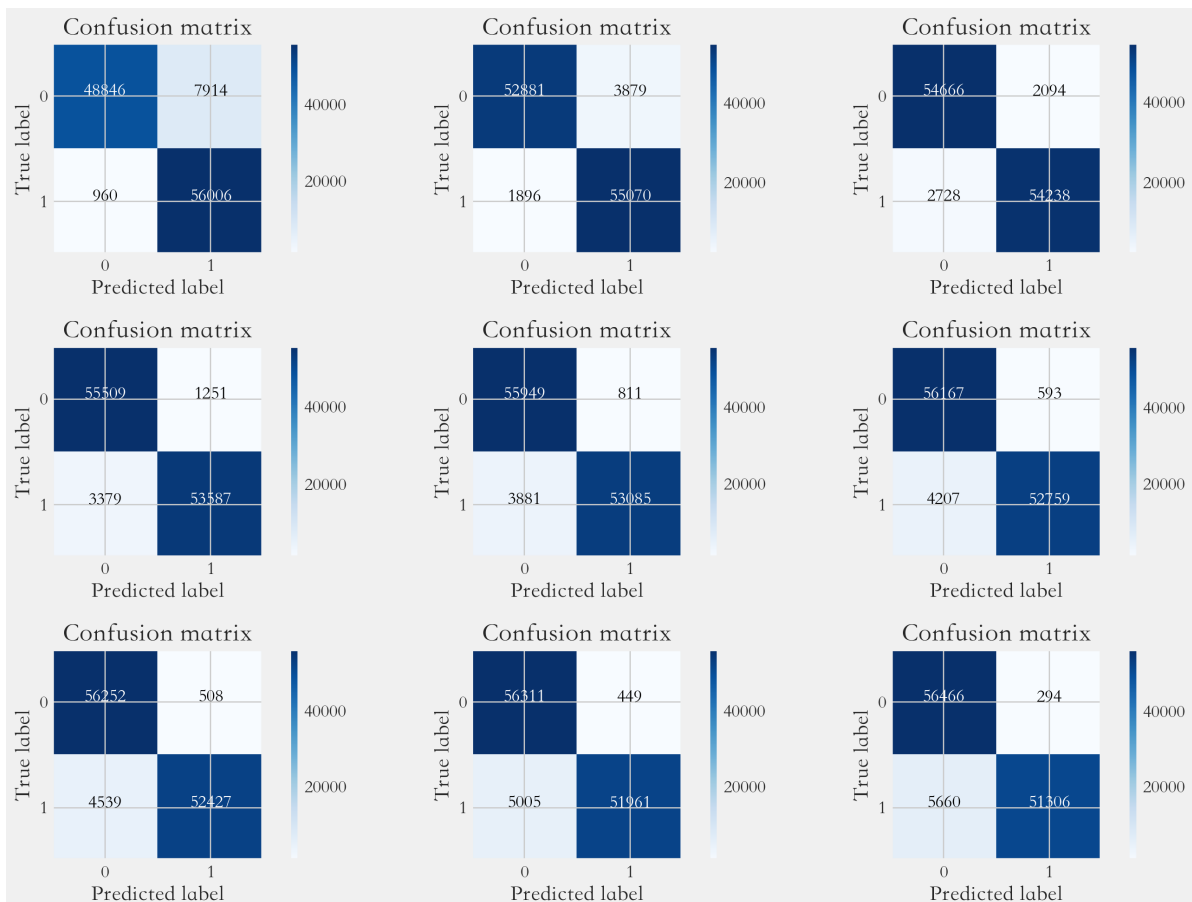 Confusion matrix Confusion matrix Confusion matrix
0 48846 7914 40000 0 52881 3879 40000 0 54666 2094 40000
True label True label True label
20000 20000 20000
1 960 56006 1 1896 55070 1 2728 54238
0 1 0 1 0 1
Predicted label Predicted label Predicted label
Confusion matrix Confusion matrix Confusion matrix
0 55509 1251 40000 0 55949 811 40000 0 56167 593 40000
True label True label True label
20000 20000 20000
1 3379 53587 1 3881 53085 1 4207 52759
0 1 0 1 0 1
Predicted label Predicted label Predicted label
Confusion matrix Confusion matrix Confusion matrix
0 56252 508 40000 0 56311 449 40000 0 56466 294 40000
True label True label True label
20000 20000 20000
1 4539 52427 1 5005 51961 1 5660 51306
0 1 0 1 0 1
Predicted label Predicted label Predicted label